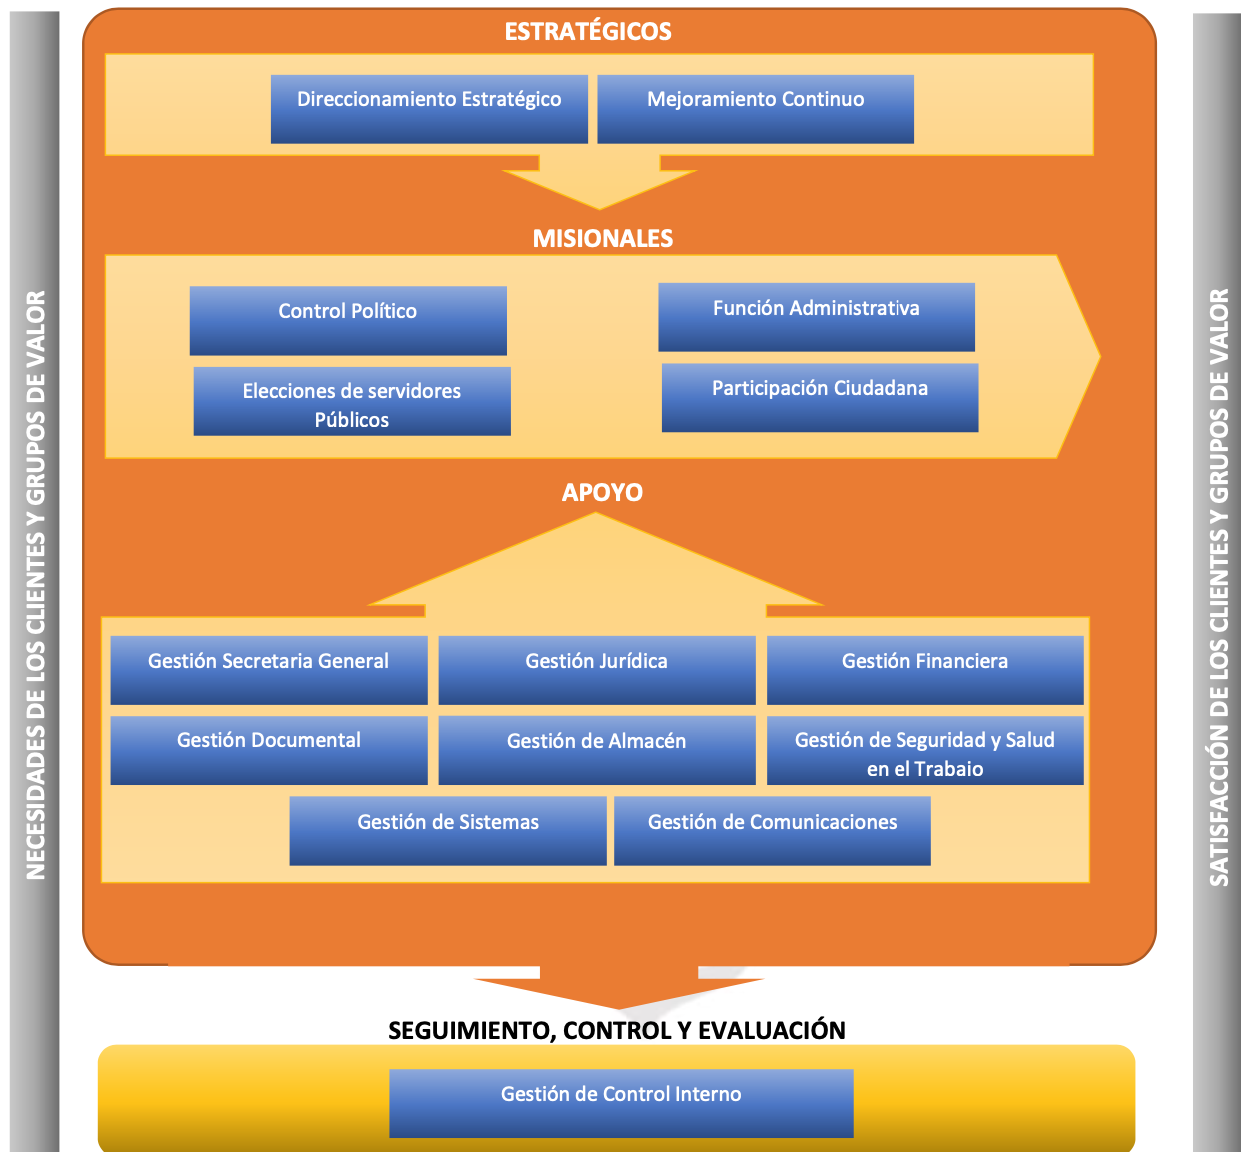 ESTRATÉGICOS
Direccionamiento Estratégico
Mejoramiento Continuo
MISIONALES
Control Político
Función Administrativa
Elecciones de servidores
Públicos
Participación Ciudadana
APOYO
Gestión Secretaria General
Gestión Jurídica
Gestión Financiera
Gestión Documental
Gestión de Almacén
Gestión de Seguridad y Salud
en el Trabajo
Gestión de Sistemas
Gestión de Comunicaciones
SEGUIMIENTO, CONTROL Y EVALUACIÓN
Gestión de Control Interno
NECESIDADES DE LOS CLIENTES Y GRUPOS DE VALOR
SATISFACCIÓN DE LOS CLIENTES Y GRUPOS DE VALOR